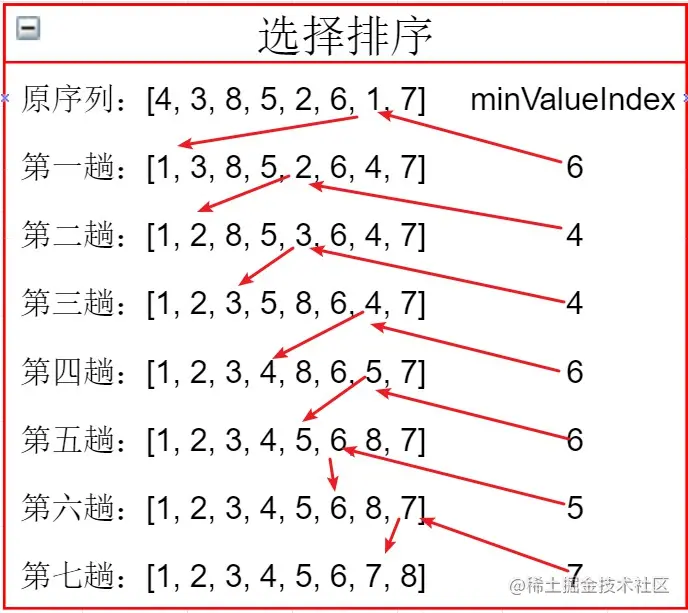 选择排序
原序列：[4, 3, 8, 5, 2, 6, 1, 7] minValueIndex
第一趟：[1, 3, 8, 5, 2, 6, 4, 7] 6
第二趟：[1, 2, 8, 5, 3, 6, 4, 7] 4
第三趟：[1, 2, 3, 5, 8, 6, 4, 7] 4
第四趟：[1, 2, 3, 4, 8, 6, 5, 7] 6
第五趟：[1, 2, 3, 4, 5, 6, 8, 7] 6
第六趟：[1, 2, 3, 4, 5, 6, 8, 7] 5
第七趟：[1, 2, 3, 4, 5, 6, 7, 8] 7
@稀土掘金技术社区